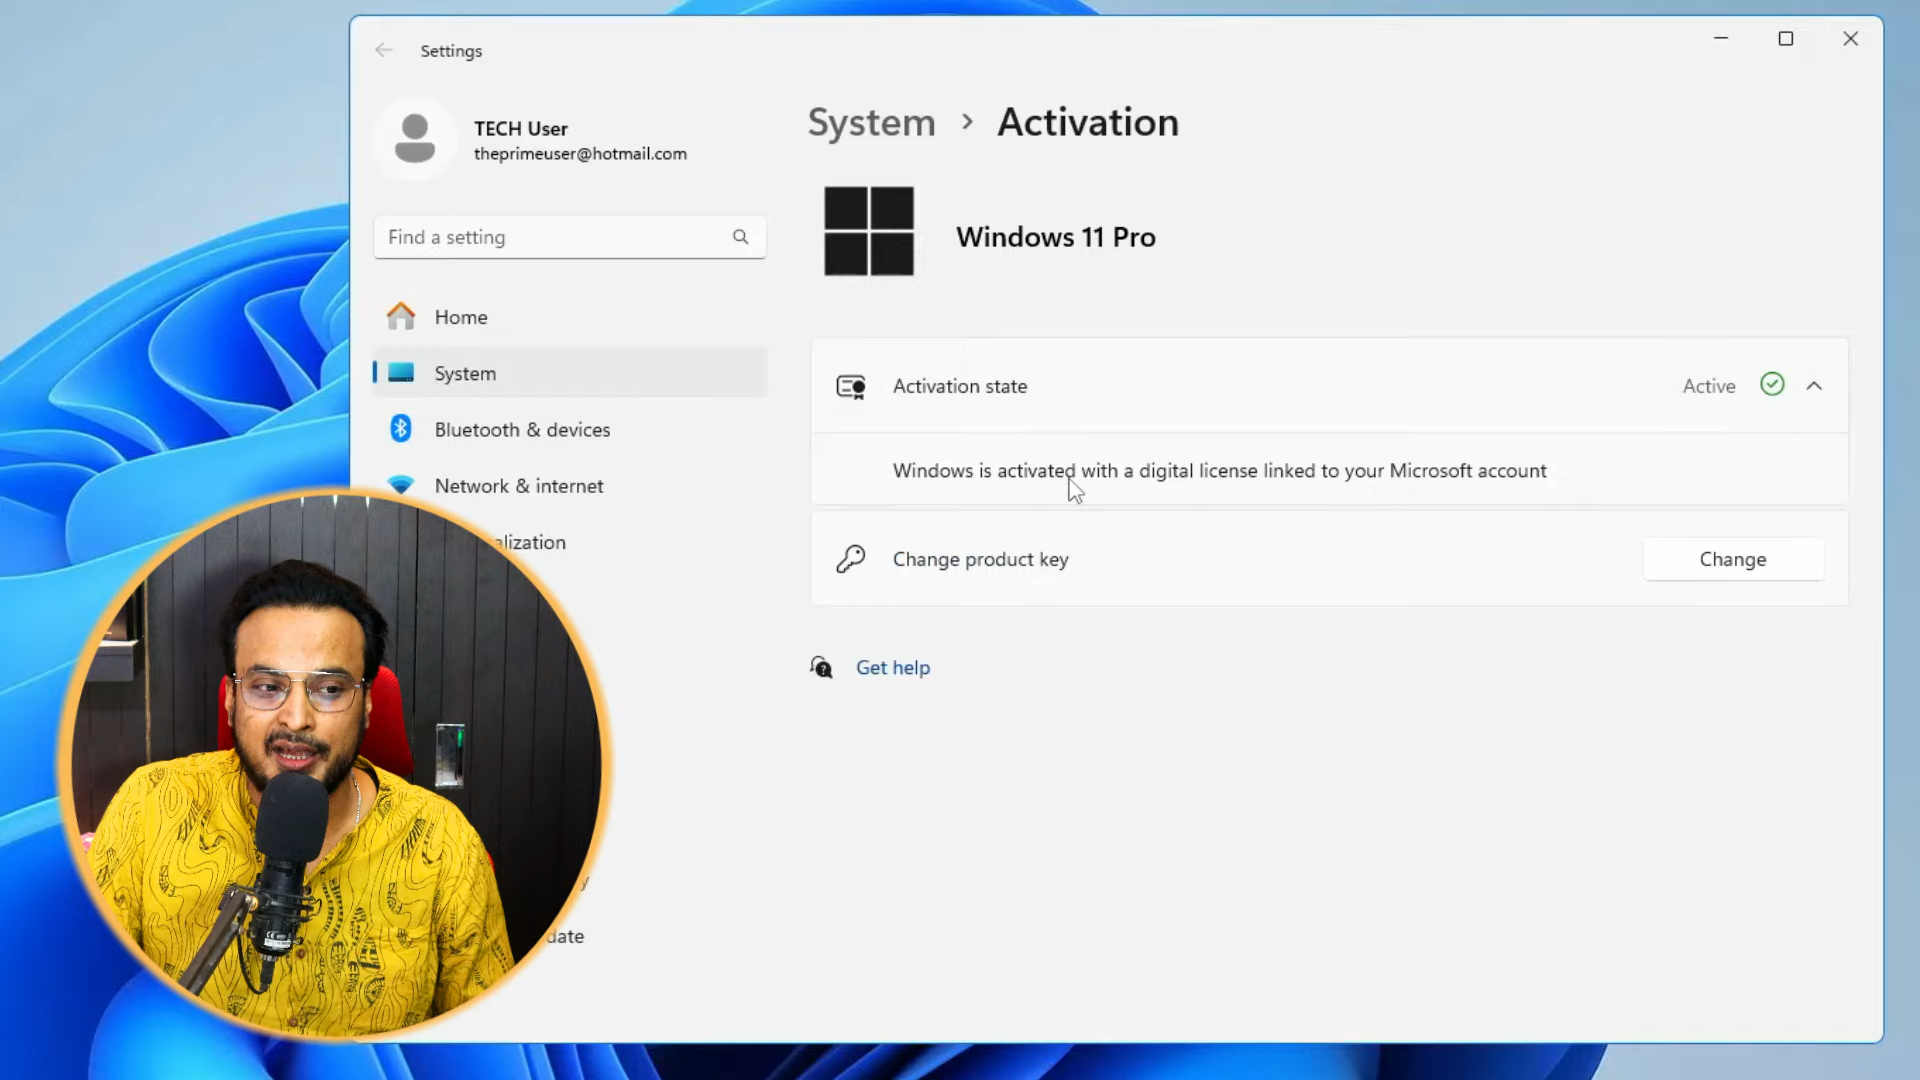 Settings
TECH User
theprimeuser@hotmail.com
Find a setting
Home
System
Bluetooth & devices
Network & internet
alization
date
System > Activation
Windows 11 Pro
Activation state
Active
Windows is activated with a digital license linked to your Microsoft account
Change product key
Change
Get help